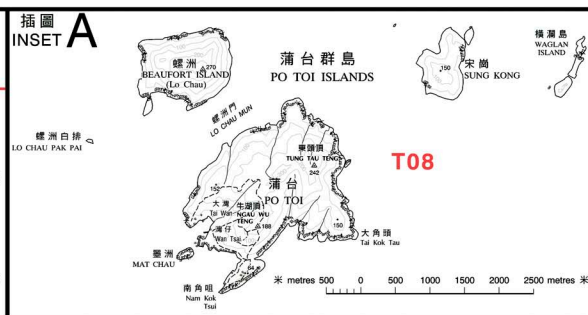 插圖 A
INSET
螺洲
270
BEAUFORT ISLAND
(Lo Chau)
蒲台群島
PO TOI ISLANDS
150
宋崗
SUNG KONG
橫瀾島
WAGLAN
ISLAND
螺洲門
LO CHAU MUN
螺洲白排
LO CHAU PAK PAI
東頭頂
TUNG TAU TENG
242
T08
152
蒲台
PO TOI
大灣
Tai Wan
牛湖頂
NGAU WU
TENG
188
灣仔
Wan Tsai
150
大角頭
Tai Kok Tau
墨洲
MAT CHAU
南角咀
Nam Kok
Tsui
米 metres 500 0 500 1000 1500 2000 2500 metres 米